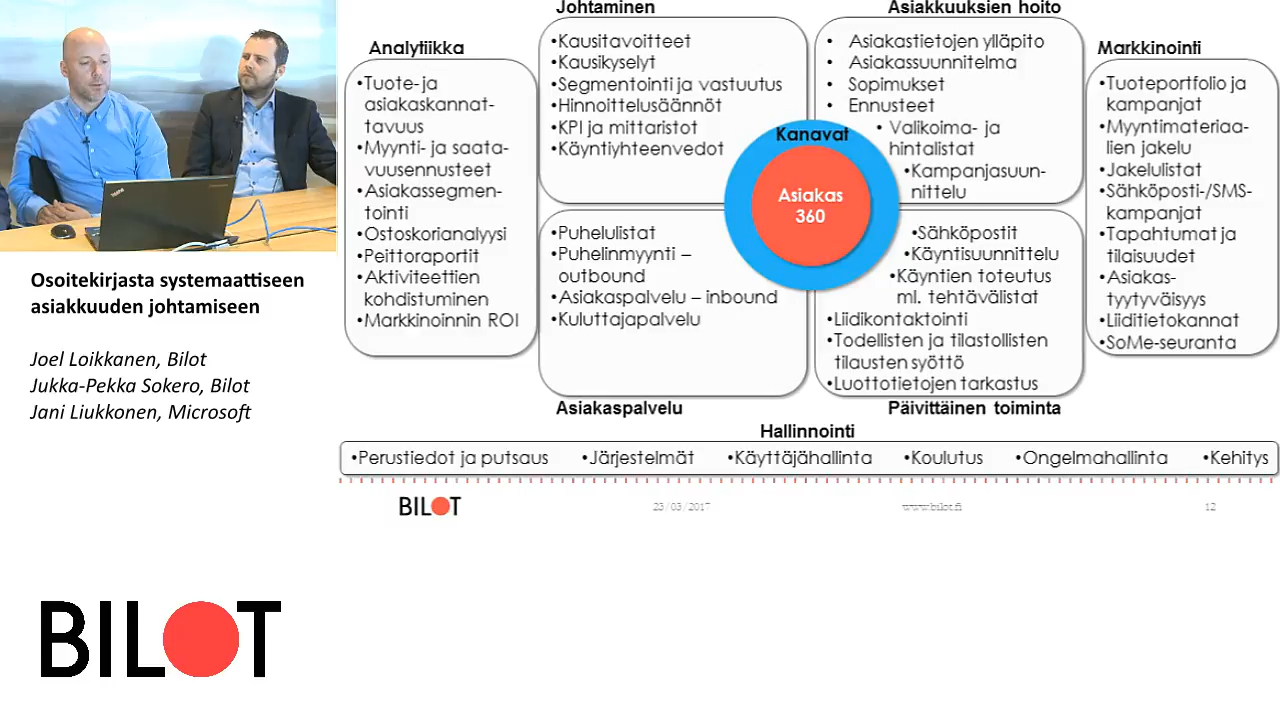 Johtaminen
•Kausitavoitteet
•Kausikyselyt
•Segmentointi ja vastuutus
•Hinnoittelusäännöt
•KPI ja mittaristot
•Käyntiyhteenvedot
Asiakkuuksien hoito
• Asiakastietojen ylläpito
• Asiakassuunnitelma
• Sopimukset
• Ennusteet
• Valikoima- ja
hintalistat
•Kampanjasuun-
nittelu
Analytiikka
•Tuote-ja
asiakaskannat-
tavuus
•Myynti- ja saata-
vuusennusteet
•Asiakassegmen-
tointi
•Ostoskorianalyysi
•Peittoraportit
•Aktiviteettien
kohdistuminen
•Markkinoinnin ROI
Markkinointi
•Tuoteportfolio ja
kampanjat
•Myyntimateriaa-
lien jakelu
•Jakelulistat
•Sähköposti-/SMS-
kampanjat
•Tapahtumat ja
tilaisuudet
•Asiakas-
tyytyväisyys
•Liiditietokannat
•SoMe-seuranta
Kanavat
Asiakas
360
•Puhelulistat
•Puhelinmyynti –
outbound
•Asiakaspalvelu – inbound
•Kuluttajapalvelu
Asiakaspalvelu
•Sähköpostit
•Käyntisuunnittelu
•Käyntien toteutus
ml. tehtävälistat
•Liidikontaktointi
•Todellisten ja tilastollisten
tilausten syöttö
•Luottotietojen tarkastus
Päivittäinen toiminta
Hallinnointi
•Perustiedot ja putsaus •Järjestelmät •Käyttäjähallinta •Koulutus •Ongelmahallinta •Kehitys
BILOT 23/03/2017 www.bilot.fi 12
Osoitekirjasta systemaattiseen
asiakkuuden johtamiseen
Joel Loikkanen, Bilot
Jukka-Pekka Sokero, Bilot
Jani Liukkonen, Microsoft
BILOT